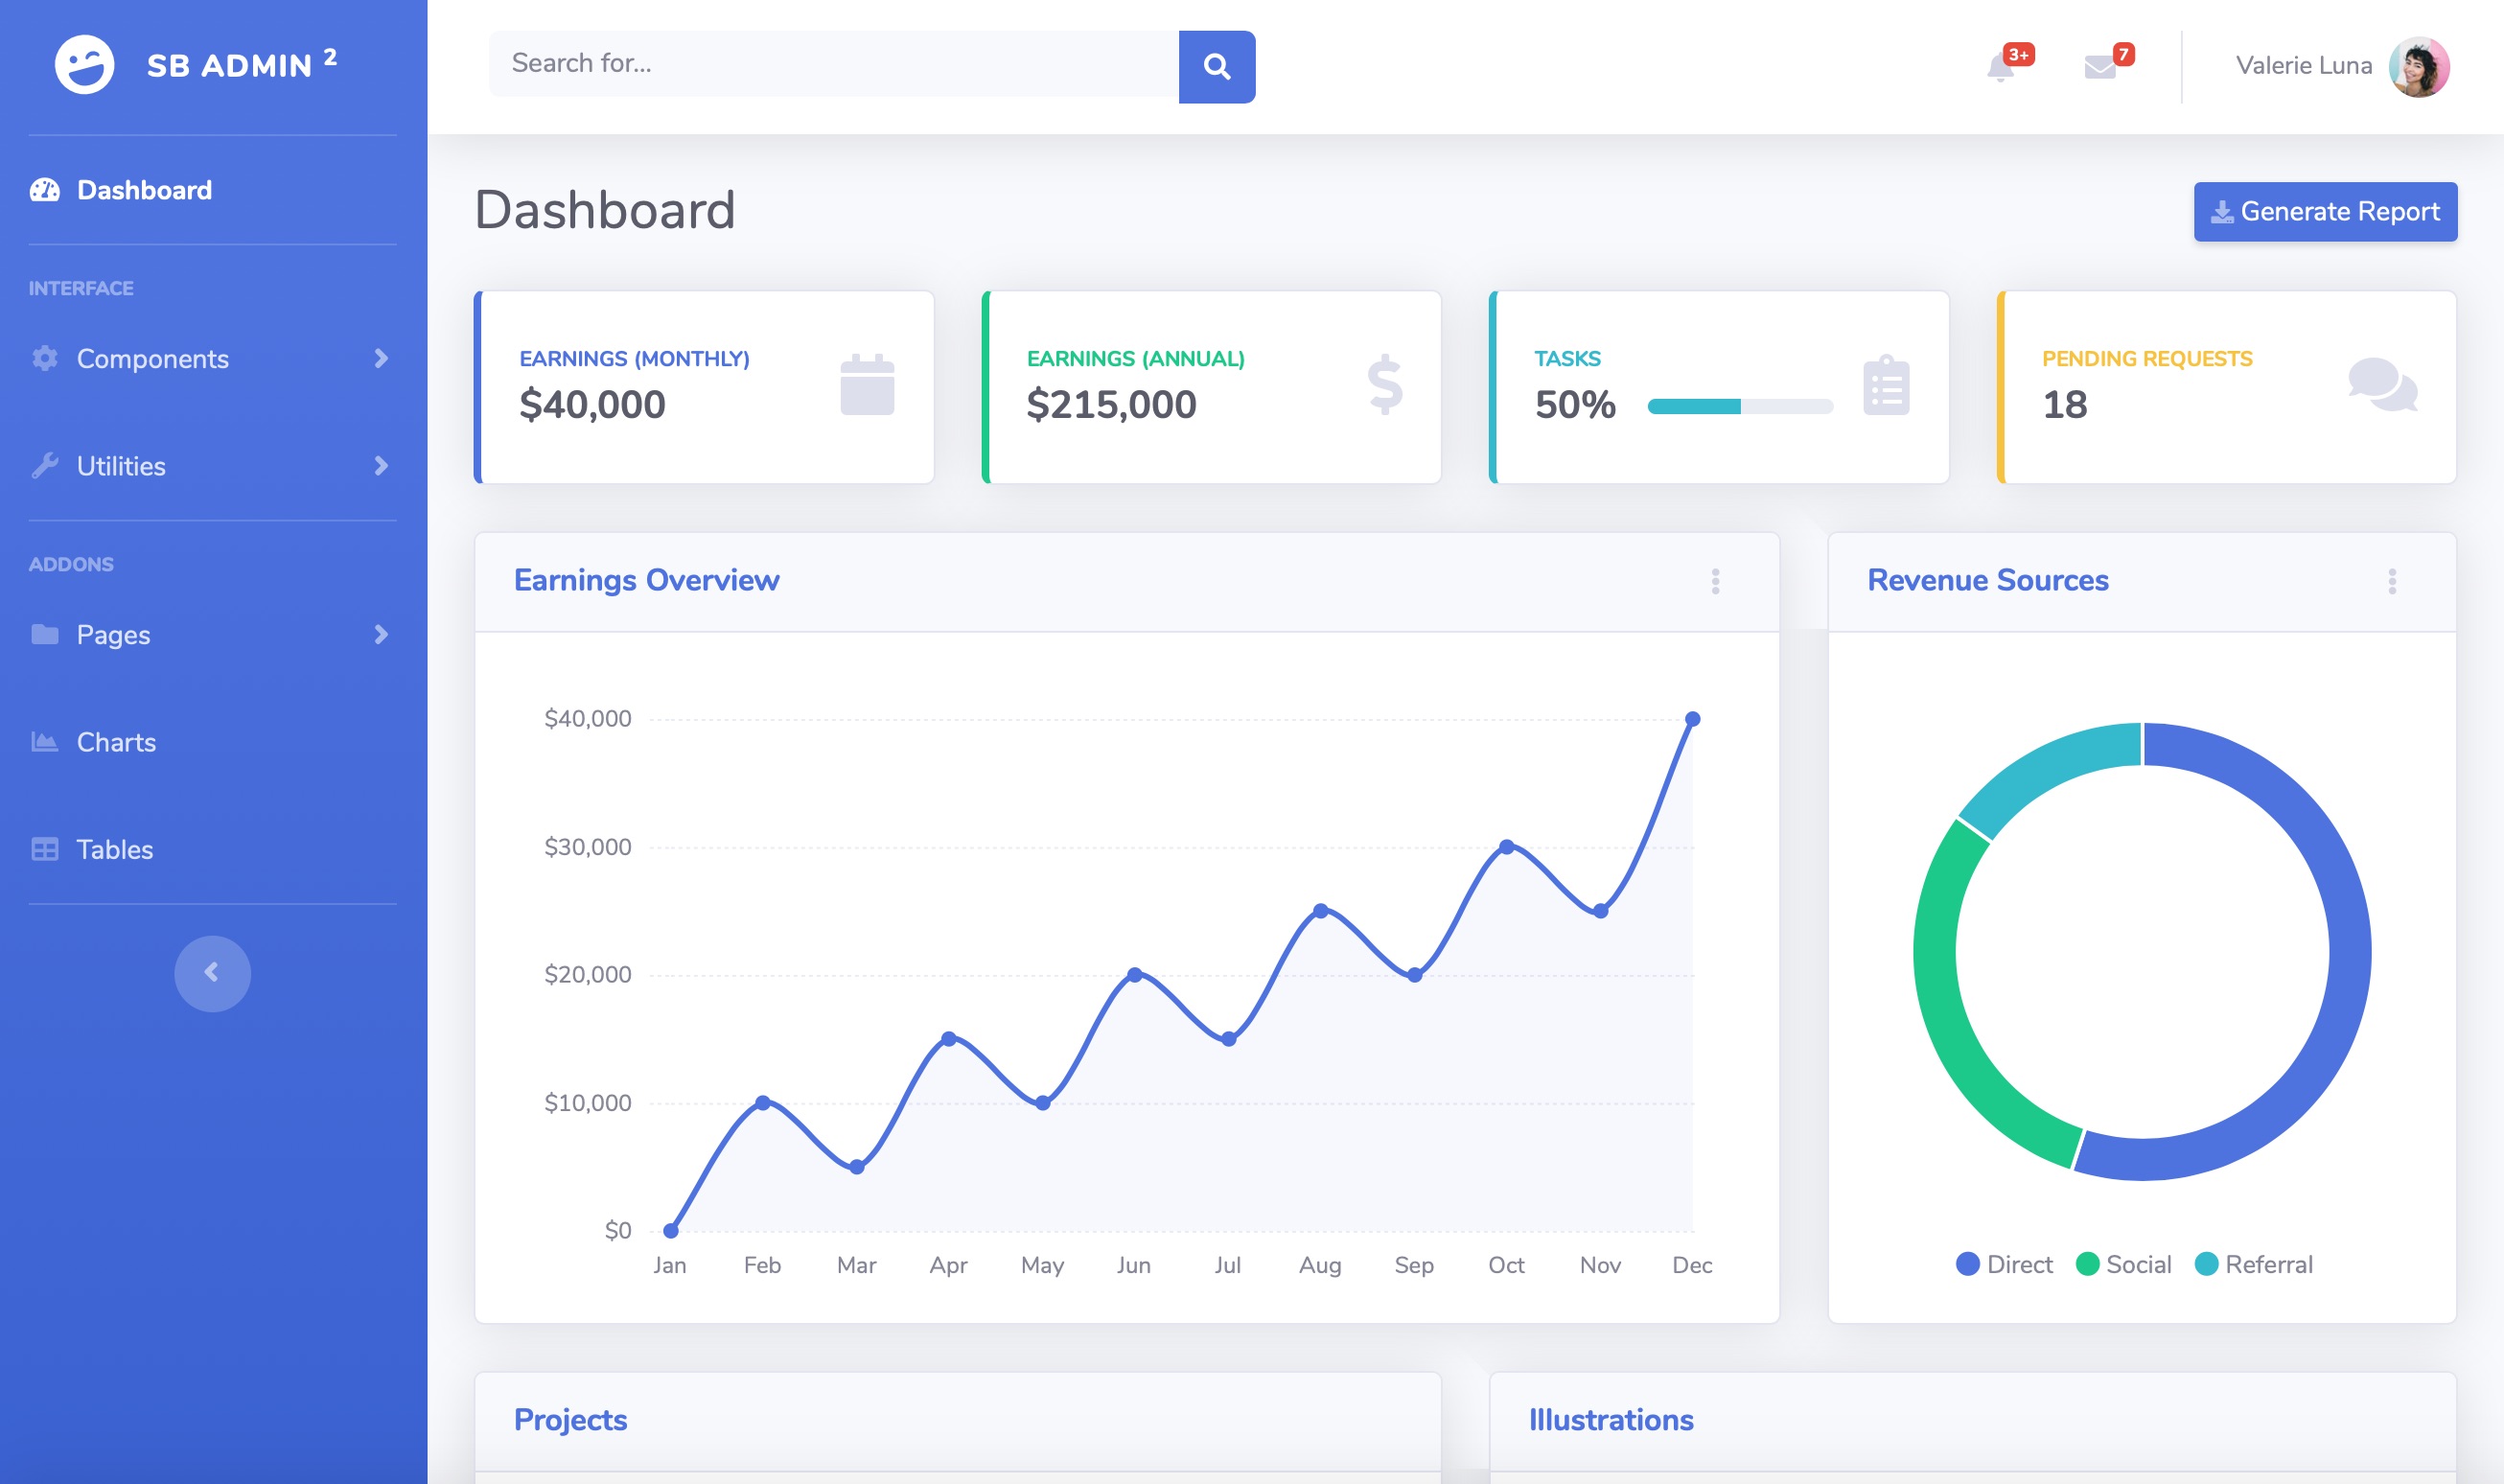 SB ADMIN 2
Search for...
3+
7
Valerie Luna
Dashboard
INTERFACE
Components
Utilities
ADDONS
Pages
Charts
Tables
Dashboard
Generate Report
EARNINGS (MONTHLY)
$40,000
EARNINGS (ANNUAL)
$215,000
TASKS
50%
PENDING REQUESTS
18
Earnings Overview
$40,000
$30,000
$20,000
$10,000
$0
Jan Feb Mar Apr May Jun Jul Aug Sep Oct Nov Dec
Revenue Sources
Direct Social Referral
Projects
Illustrations